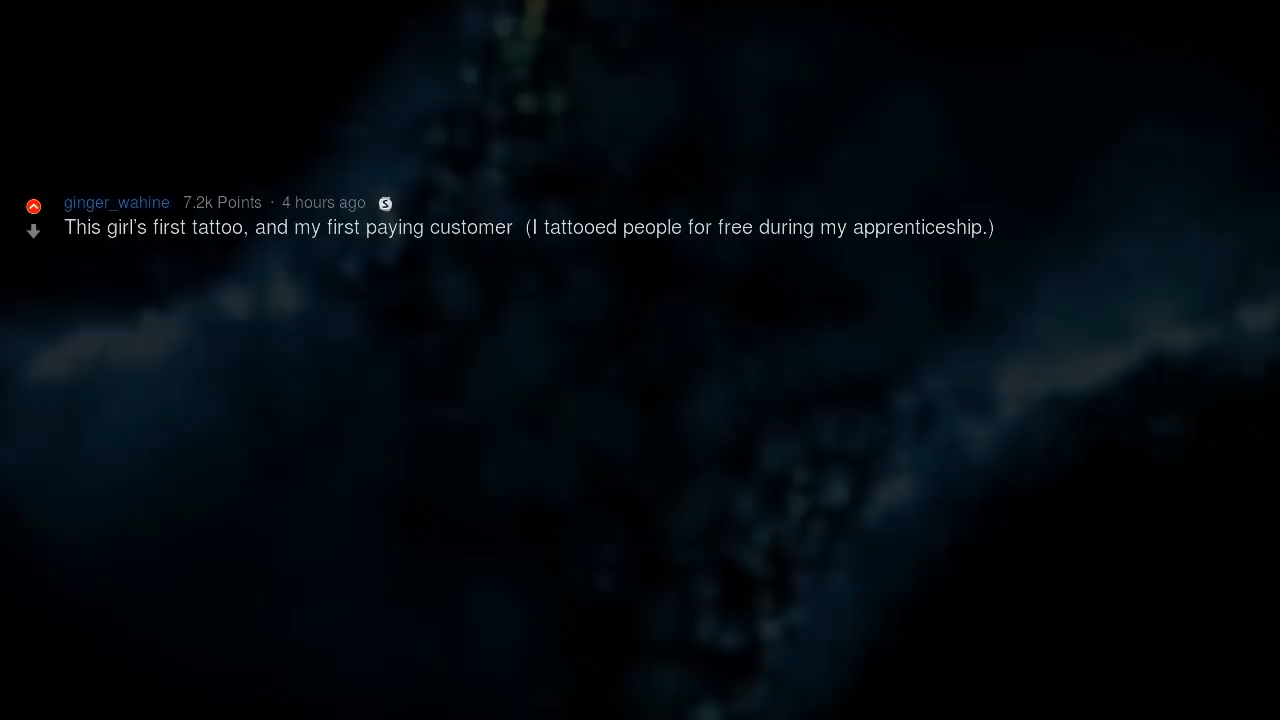 ginger_wahine 7.2k Points · 4 hours ago S
This girl's first tattoo, and my first paying customer (I tattooed people for free during my apprenticeship.)